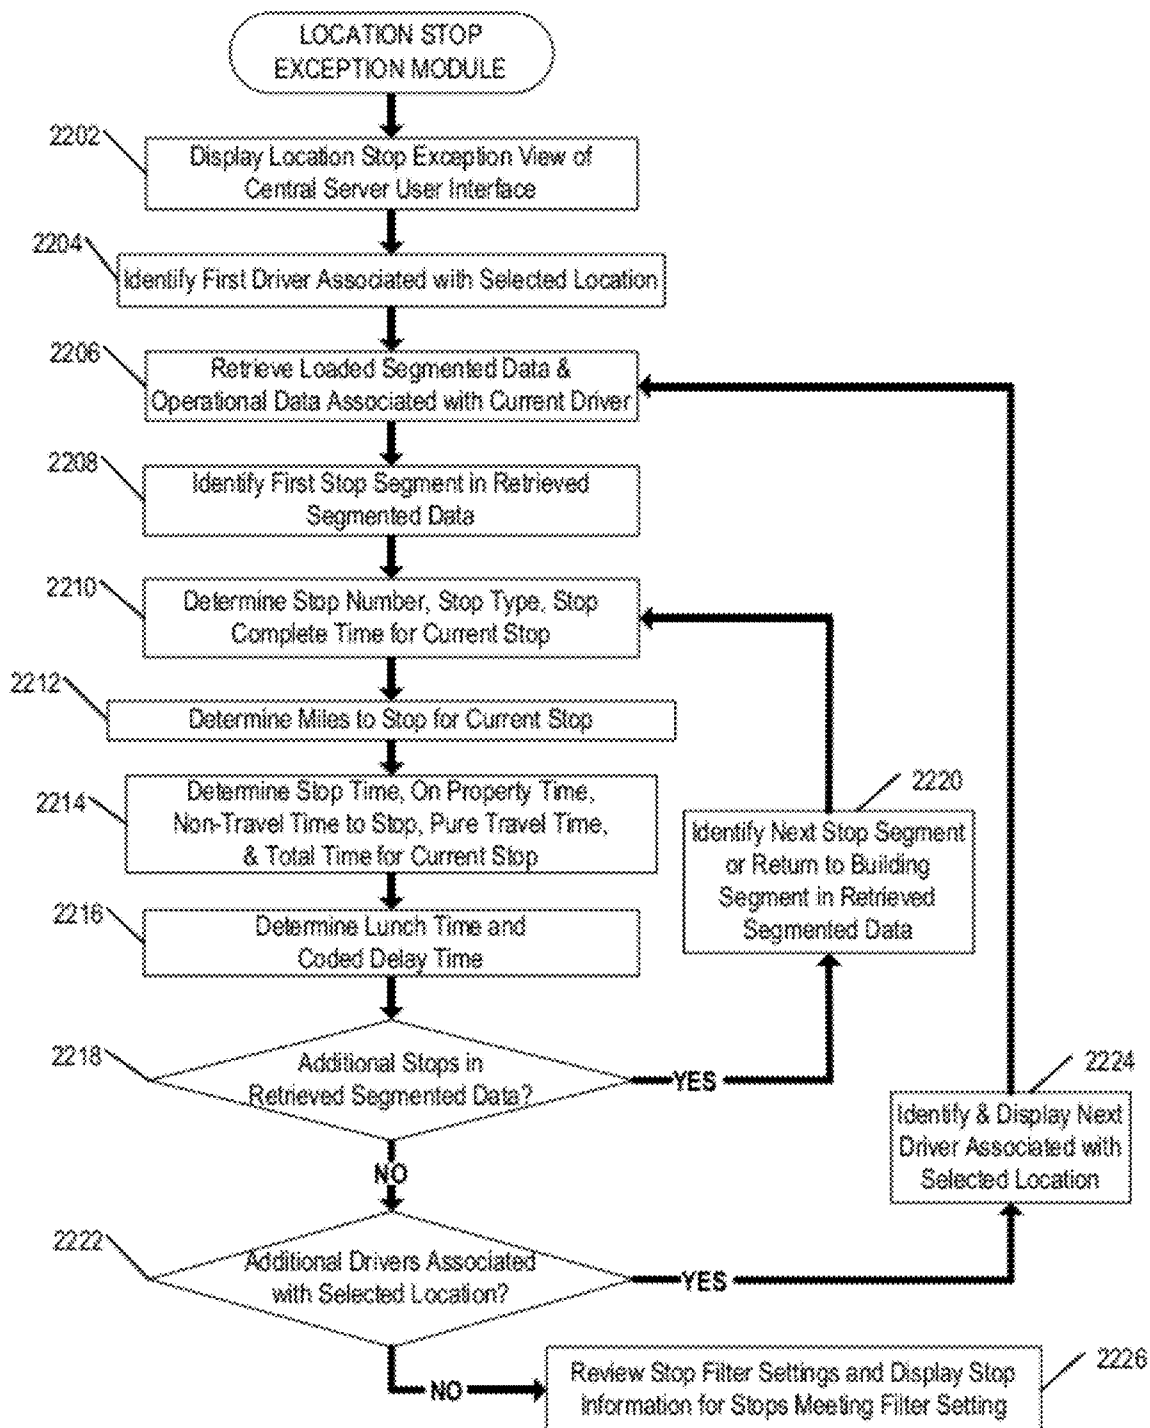 LOCATION STOP
EXCEPTION MODULE
2202
Display Location Stop Exception View of
Central Server User Interface
2204
Identify First Driver Associated with Selected Location
2206
Retrieve Loaded Segmented Data &
Operational Data Associated with Current Driver
2208
Identify First Stop Segment in Retrieved
Segmented Data
2210
Determine Stop Number, Stop Type, Stop
Complete Time for Current Stop
2212
Determine Miles to Stop for Current Stop
2214
Determine Stop Time, On Property Time,
Non-Travel Time to Stop, Pure Travel Time,
& Total Time for Current Stop
2220
Identify Next Stop Segment
or Return to Building
Segment in Retrieved
Segmented Data
2216
Determine Lunch Time and
Coded Delay Time
2218
Additional Stops in
Retrieved Segmented Data?
YES
2224
Identify & Display Next
Driver Associated with
Selected Location
NO
2222
Additional Drivers Associated
with Selected Location?
YES
NO
2226
Review Stop Filter Settings and Display Stop
Information for Stops Meeting Filter Setting